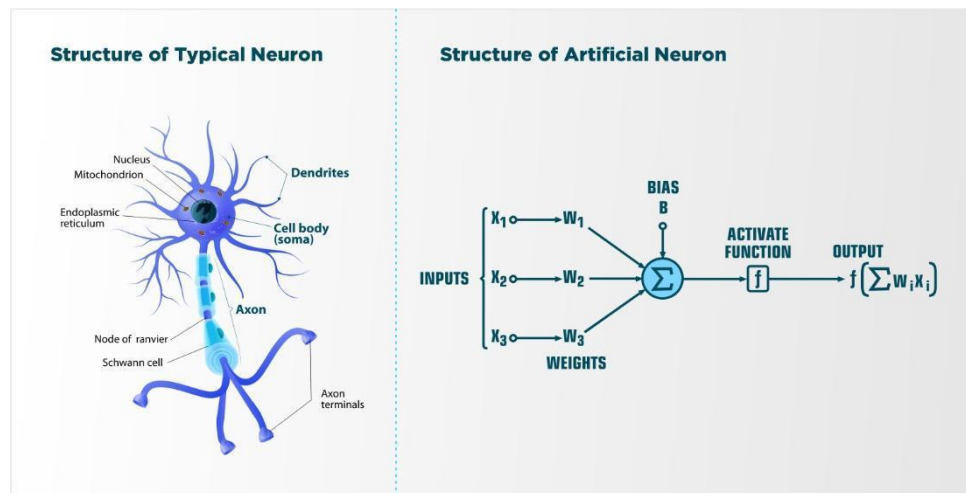 Structure of Typical Neuron
Nucleus
Mitochondrion
Endoplasmic
reticulum
Dendrites
Cell body
(soma)
Axon
Node of ranvier
Schwann cell
Axon
terminals
Structure of Artificial Neuron
INPUTS
X1
W1
X2
W2
X3
W3
WEIGHTS
BIAS
B
Σ
ACTIVATE
FUNCTION
f
OUTPUT
f(∑WiXi)